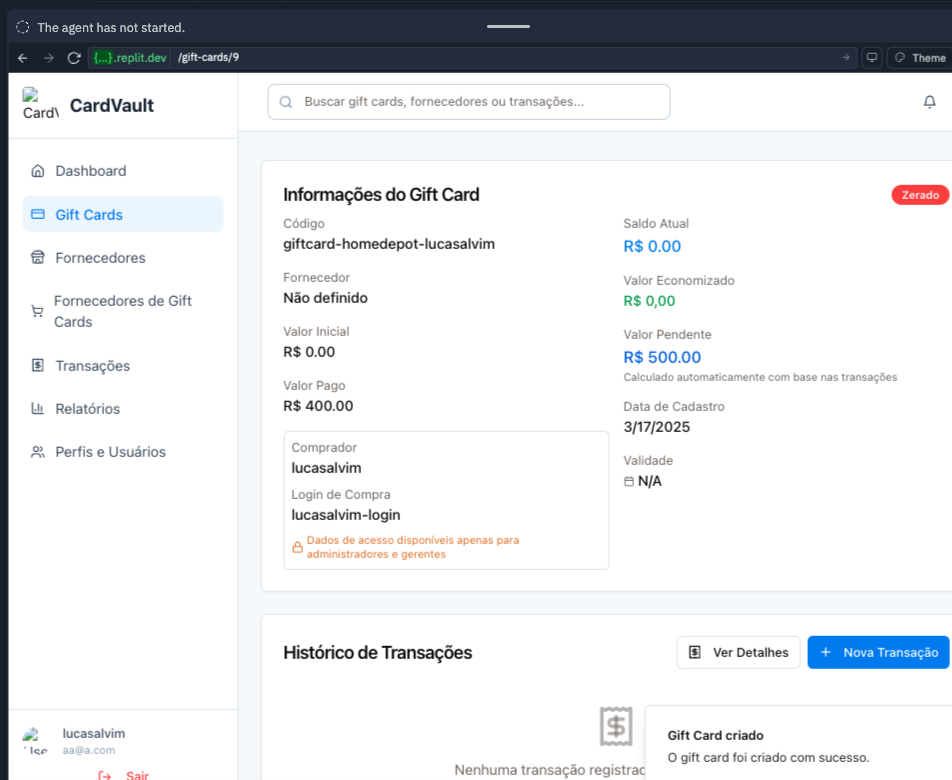 The agent has not started.
{...}.replit.dev /gift-cards/9
Theme
CardV
CardVault
Buscar gift cards, fornecedores ou transações...
Dashboard
Gift Cards
Fornecedores
Fornecedores de Gift
Cards
Transações
Relatórios
Perfis e Usuários
lucasalvim
aa@a.com
Sair
Informações do Gift Card
Zerado
Código
giftcard-homedepot-lucasalvim
Fornecedor
Não definido
Valor Inicial
R$ 0.00
Valor Pago
R$ 400.00
Comprador
lucasalvim
Login de Compra
lucasalvim-login
Dados de acesso disponíveis apenas para
administradores e gerentes
Saldo Atual
R$ 0.00
Valor Economizado
R$ 0,00
Valor Pendente
R$ 500.00
Calculado automaticamente com base nas transações
Data de Cadastro
3/17/2025
Validade
N/A
Histórico de Transações
Ver Detalhes
+ Nova Transação
Nenhuma transação registrac
Gift Card criado
O gift card foi criado com sucesso.